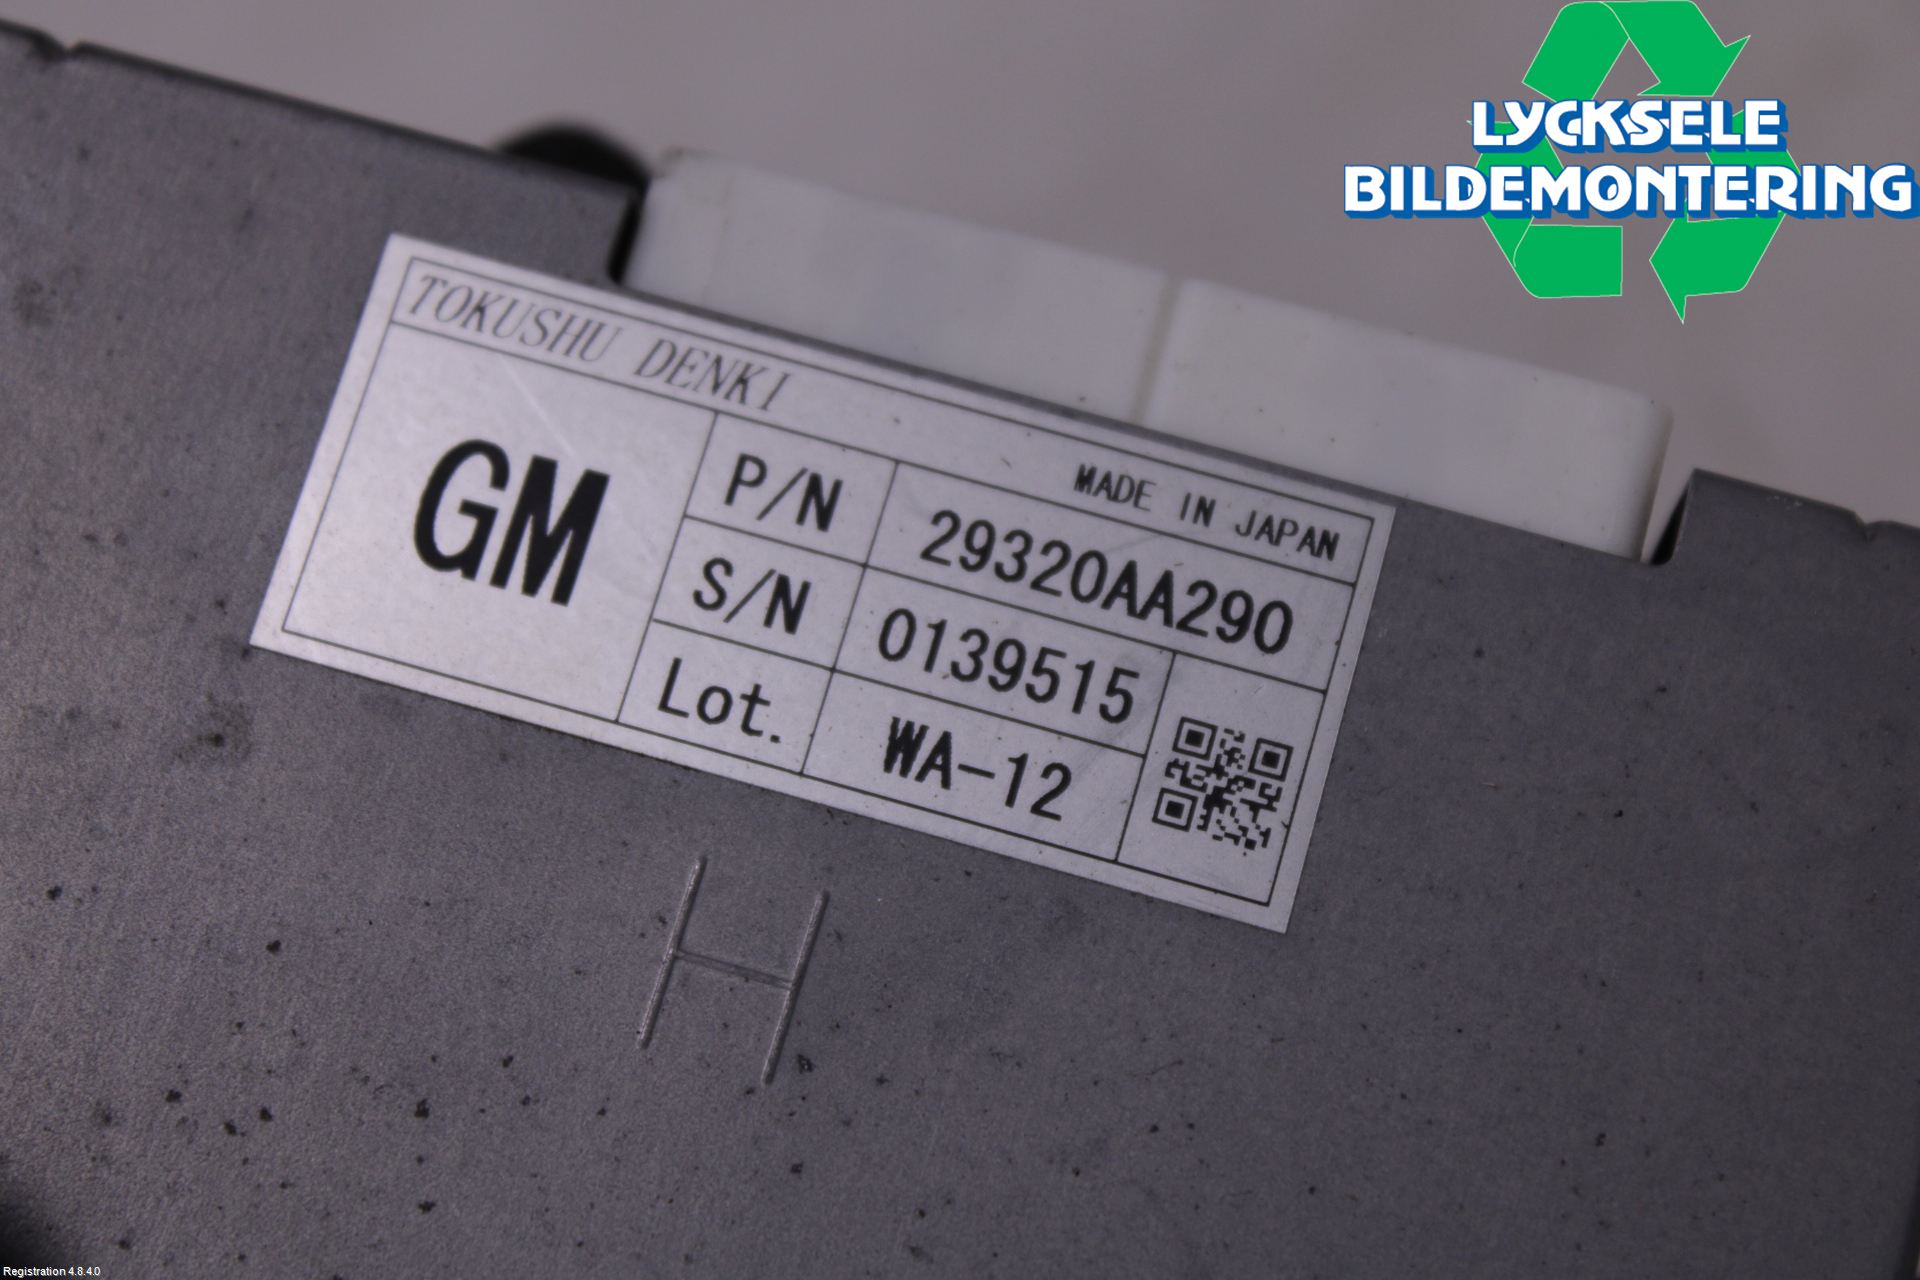 LYCKSELE
BILDEMONTERING
TOKUSHU DENKI
MADE IN JAPAN
GM
P/N 29320AA290
S/N 0139515
Lot. WA-12
H
Registration 4.8.4.0